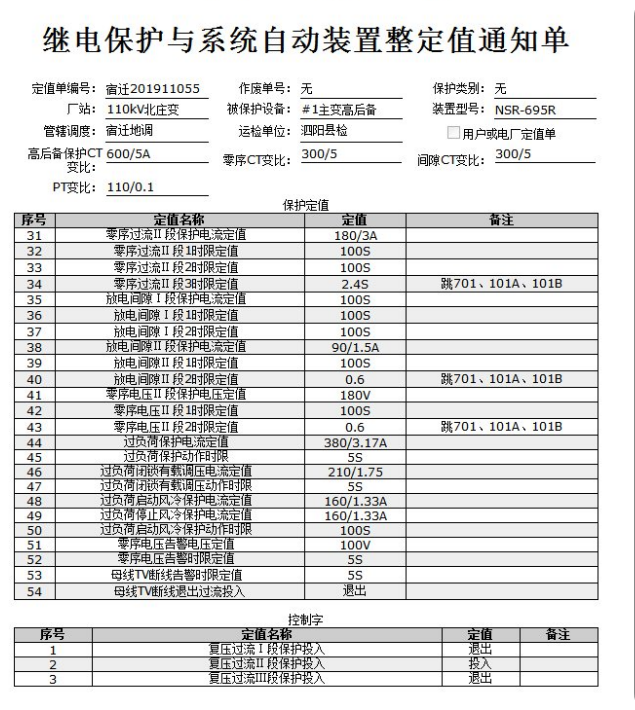 继电保护与系统自动装置整定值通知单
定值单编号: 宿迁201911055 作废单号: 无 保护类别: 无
厂站: 110kV北庄变 被保护设备: #1主变高后备 装置型号: NSR-695R
管辖调度: 宿迁地调 运检单位: 泗阳县检 用户或电厂定值单
高后备保护CT变比: 600/5A 零序CT变比: 300/5 间隙CT变比: 300/5
PT变比: 110/0.1
保护定值
序号 定值名称 定值 备注
31 零序过流II段保护电流定值 180/3A
32 零序过流II段1时限定值 100S
33 零序过流II段2时限定值 100S
34 零序过流II段3时限定值 2.4S 跳701、101A、101B
35 放电间隙I段保护电流定值 100S
36 放电间隙I段1时限定值 100S
37 放电间隙I段2时限定值 100S
38 放电间隙II段保护电流定值 90/1.5A
39 放电间隙II段1时限定值 100S
40 放电间隙II段2时限定值 0.6 跳701、101A、101B
41 零序电压II段保护电压定值 180V
42 零序电压II段1时限定值 100S
43 零序电压II段2时限定值 0.6 跳701、101A、101B
44 过负荷保护电流定值 380/3.17A
45 过负荷保护动作时限 5S
46 过负荷闭锁有载调压电流定值 210/1.75
47 过负荷闭锁有载调压动作时限 5S
48 过负荷启动风冷保护电流定值 160/1.33A
49 过负荷停止风冷保护电流定值 160/1.33A
50 过负荷启动风冷保护动作时限 100S
51 零序电压告警电压定值 100V
52 零序电压告警时限定值 5S
53 母线TV断线告警时限定值 5S
54 母线TV断线退出过流投入 退出
控制字
序号 定值名称 定值 备注
1 复压过流I段保护投入 退出
2 复压过流II段保护投入 投入
3 复压过流III段保护投入 退出